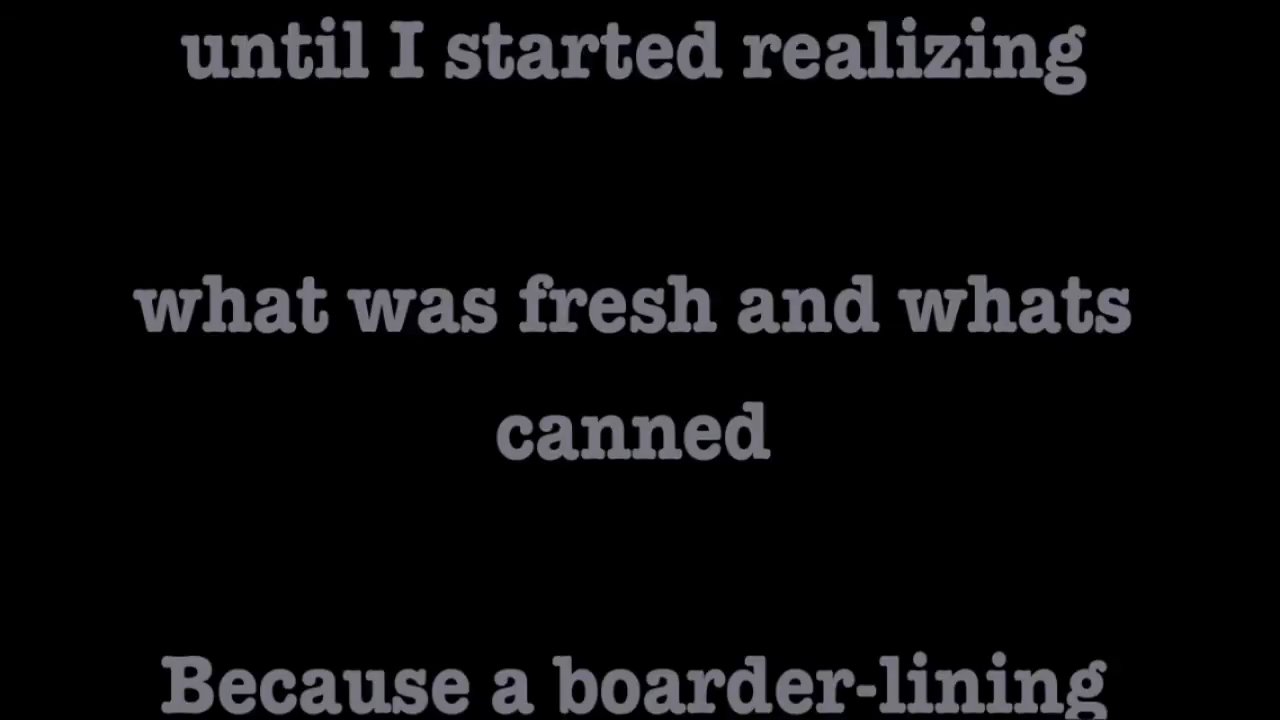 until I started realizing
what was fresh and whats
canned
Because a boarder-lining